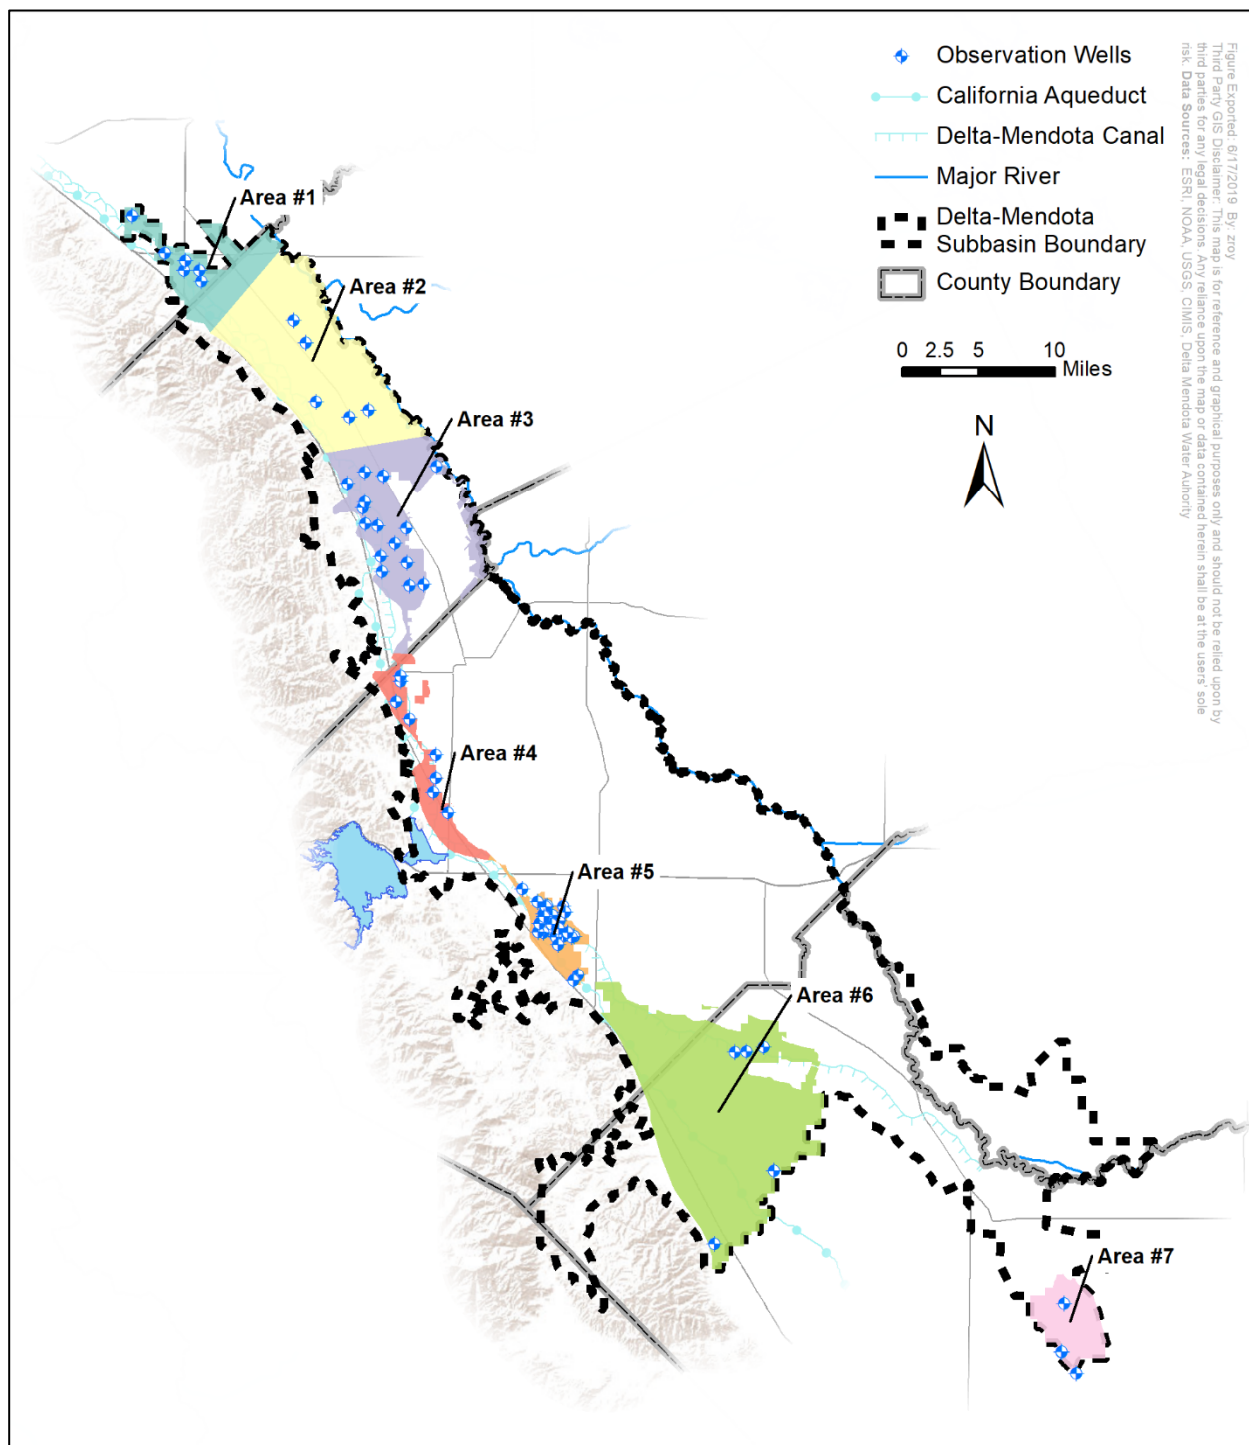 Observation Wells
California Aqueduct
Delta-Mendota Canal
Major River
Delta-Mendota
Subbasin Boundary
County Boundary
0 2.5 5 10
Miles
N
Figure Exported: 6/17/2019 By: zroy
Third Party GIS Disclaimer: This map is for reference and graphical purposes only and should not be relied upon by
third parties for any legal decisions. Any reliance upon the map or data contained herein shall be at the users' sole
risk. Data Sources: ESRI, NOAA, USGS, CIMIS, Delta Mendota Water Auhority
Area #1
Area #2
Area #3
Area #4
Area #5
Area #6
Area #7